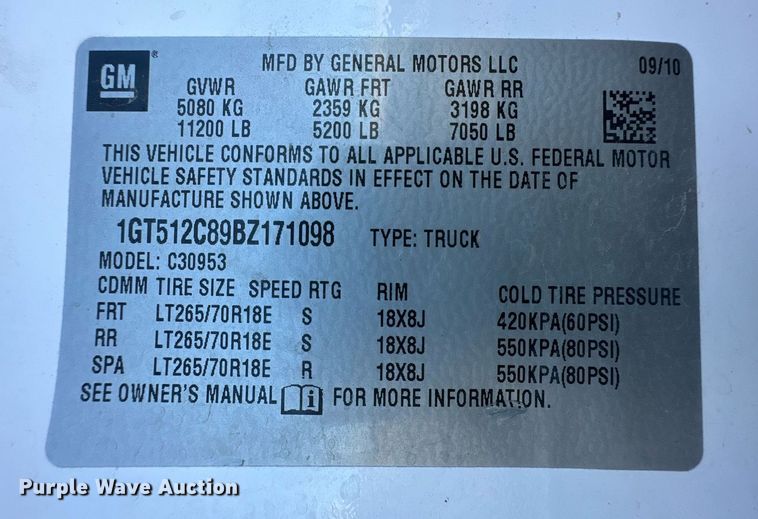 GM ®
MFD BY GENERAL MOTORS LLC 09/10
GVWR GAWR FRT GAWR RR
5080 KG 2359 KG 3198 KG
11200 LB 5200 LB 7050 LB
THIS VEHICLE CONFORMS TO ALL APPLICABLE U.S. FEDERAL MOTOR
VEHICLE SAFETY STANDARDS IN EFFECT ON THE DATE OF
MANUFACTURE SHOWN ABOVE.
1GT512C89BZ171098 TYPE: TRUCK
MODEL: C30953
CDMM TIRE SIZE SPEED RTG RIM COLD TIRE PRESSURE
FRT LT265/70R18E S 18X8J 420KPA(60PSI)
RR LT265/70R18E S 18X8J 550KPA(80PSI)
SPA LT265/70R18E R 18X8J 550KPA(80PSI)
SEE OWNER'S MANUAL i FOR MORE INFORMATION.
Purple Wave Auction